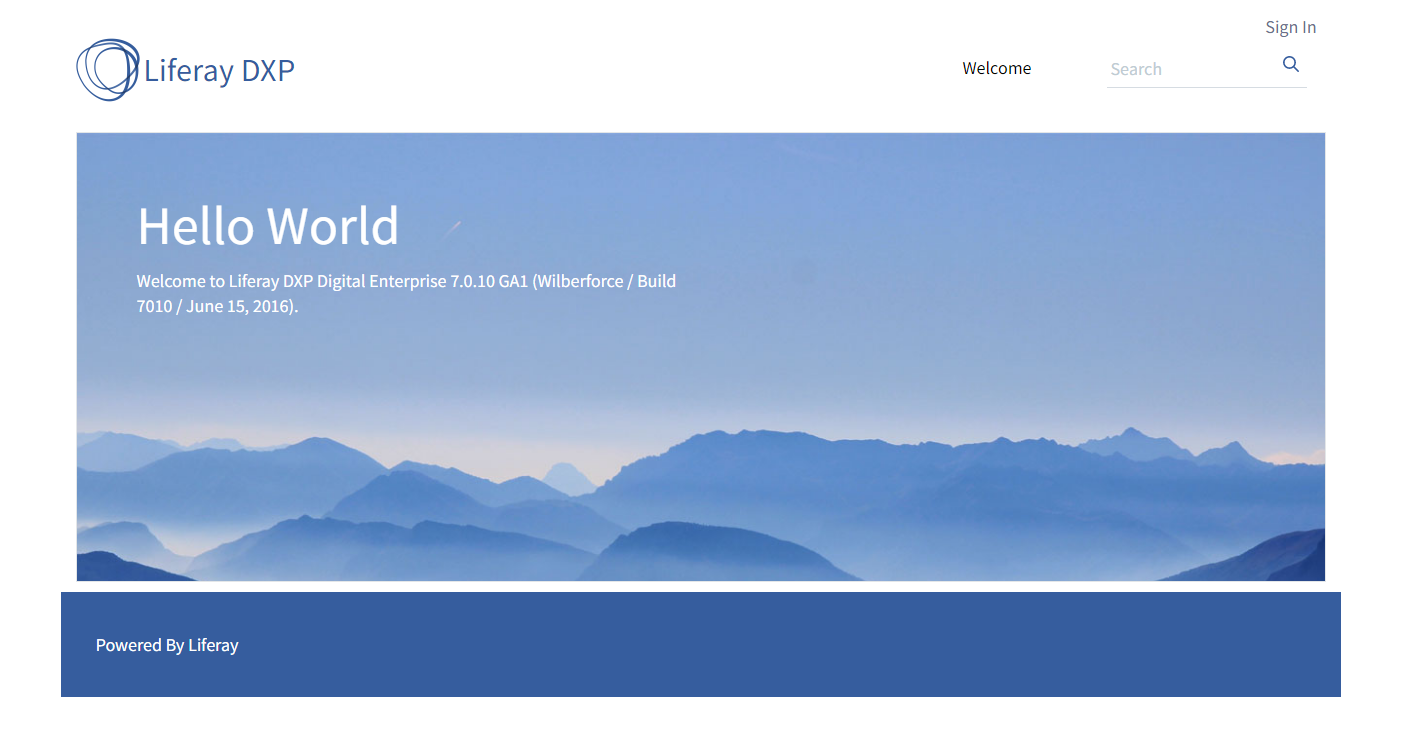 Sign In
Liferay DXP
Welcome
Search
Hello World
Welcome to Liferay DXP Digital Enterprise 7.0.10 GA1 (Wilberforce / Build
7010 / June 15, 2016).
Powered By Liferay